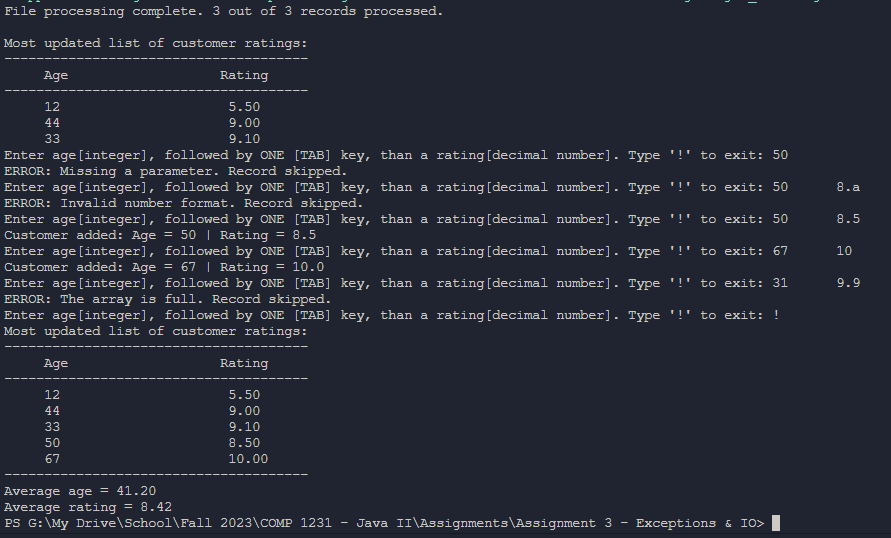 File processing complete. 3 out of 3 records processed.
Most updated list of customer ratings:
--------------------------------------
Age Rating
--------------------------------------
12 5.50
44 9.00
33 9.10
Enter age[integer], followed by ONE [TAB] key, than a rating[decimal number]. Type '!' to exit: 50
ERROR: Missing a parameter. Record skipped.
Enter age[integer], followed by ONE [TAB] key, than a rating[decimal number]. Type '!' to exit: 50 8.a
ERROR: Invalid number format. Record skipped.
Enter age[integer], followed by ONE [TAB] key, than a rating[decimal number]. Type '!' to exit: 50 8.5
Customer added: Age = 50 | Rating = 8.5
Enter age[integer], followed by ONE [TAB] key, than a rating[decimal number]. Type '!' to exit: 67 10
Customer added: Age = 67 | Rating = 10.0
Enter age[integer], followed by ONE [TAB] key, than a rating[decimal number]. Type '!' to exit: 31 9.9
ERROR: The array is full. Record skipped.
Enter age[integer], followed by ONE [TAB] key, than a rating[decimal number]. Type '!' to exit: !
Most updated list of customer ratings:
--------------------------------------
Age Rating
--------------------------------------
12 5.50
44 9.00
33 9.10
50 8.50
67 10.00
--------------------------------------
Average age = 41.20
Average rating = 8.42
PS G:\My Drive\School\Fall 2023\COMP 1231 - Java II\Assignments\Assignment 3 - Exceptions & IO>